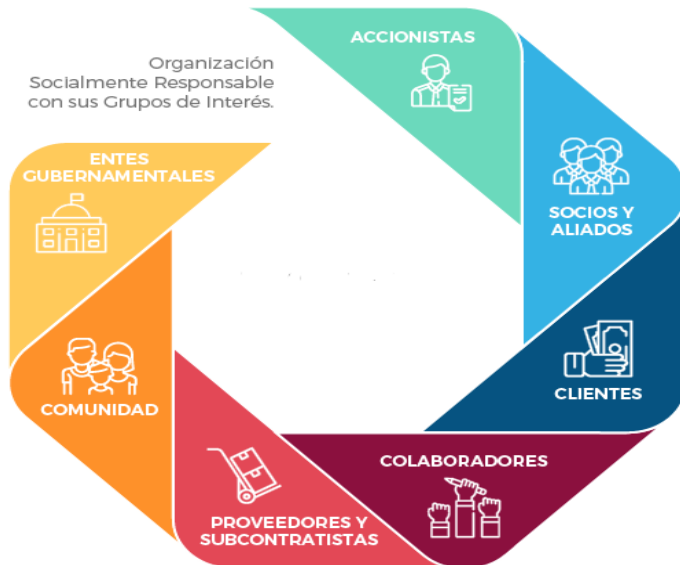 Organización
Socialmente Responsable
con sus Grupos de Interés.
ACCIONISTAS
SOCIOS Y
ALIADOS
CLIENTES
COLABORADORES
PROVEEDORES Y
SUBCONTRATISTAS
COMUNIDAD
ENTES
GUBERNAMENTALES